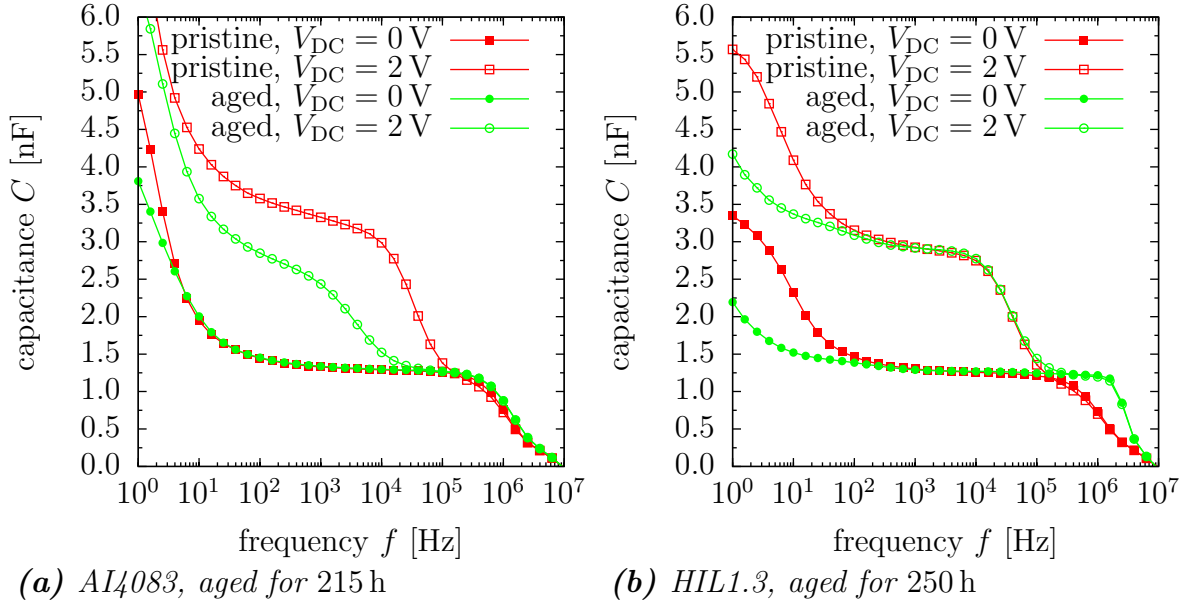 6.0
5.5
5.0
4.5
4.0
3.5
3.0
2.5
2.0
1.5
1.0
0.5
0.0
capacitance C [nF]
pristine, V_DC = 0 V
pristine, V_DC = 2 V
aged, V_DC = 0 V
aged, V_DC = 2 V
10^0 10^1 10^2 10^3 10^4 10^5 10^6 10^7
frequency f [Hz]
(a) AI4083, aged for 215 h
6.0
5.5
5.0
4.5
4.0
3.5
3.0
2.5
2.0
1.5
1.0
0.5
0.0
capacitance C [nF]
pristine, V_DC = 0 V
pristine, V_DC = 2 V
aged, V_DC = 0 V
aged, V_DC = 2 V
10^0 10^1 10^2 10^3 10^4 10^5 10^6 10^7
frequency f [Hz]
(b) HIL1.3, aged for 250 h